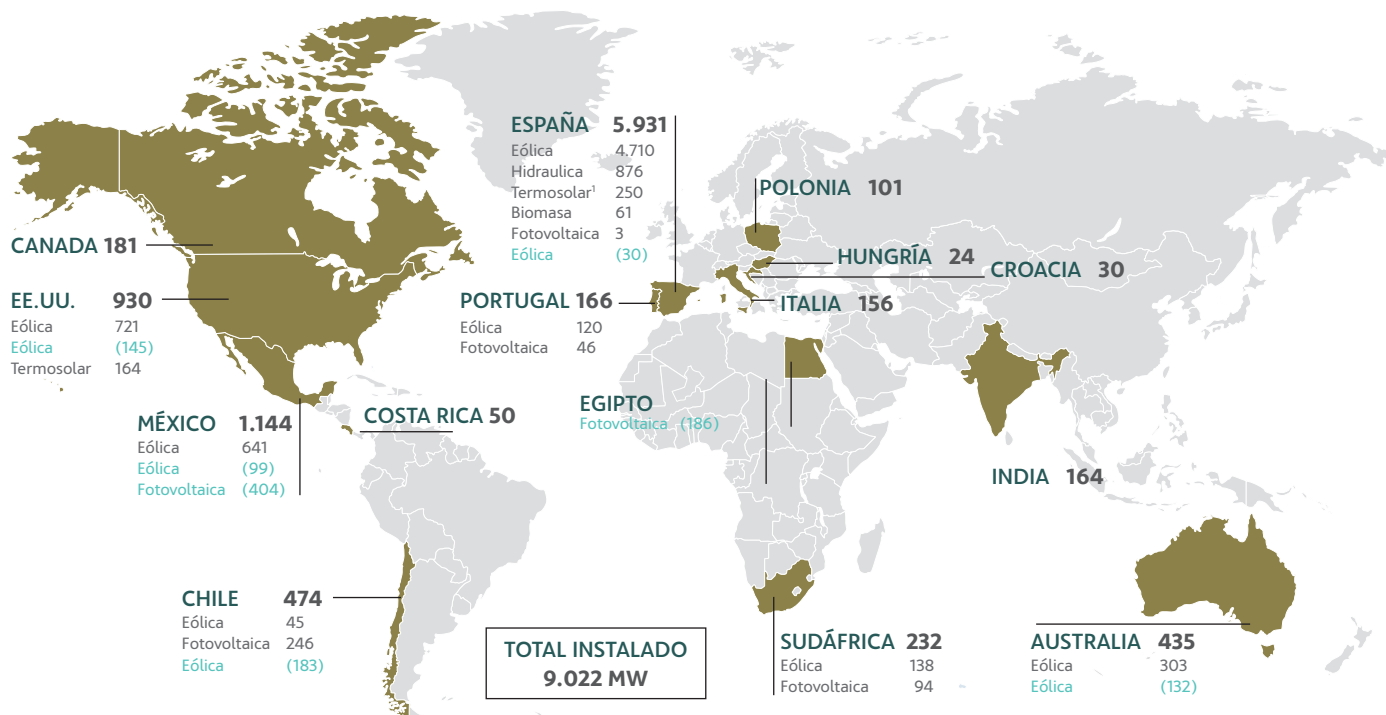 ESPAÑA 5.931
Eólica 4.710
Hidraulica 876
Termosolar¹ 250
Biomasa 61
Fotovoltaica 3
Eólica (30)
POLONIA 101
CANADA 181
HUNGRÍA 24
CROACIA 30
EE.UU. 930
Eólica 721
Eólica (145)
Termosolar 164
PORTUGAL 166
Eólica 120
Fotovoltaica 46
ITALIA 156
MÉXICO 1.144
Eólica 641
Eólica (99)
Fotovoltaica (404)
COSTA RICA 50
EGIPTO
Fotovoltaica (186)
INDIA 164
CHILE 474
Eólica 45
Fotovoltaica 246
Eólica (183)
TOTAL INSTALADO
9.022 MW
SUDÁFRICA 232
Eólica 138
Fotovoltaica 94
AUSTRALIA 435
Eólica 303
Eólica (132)